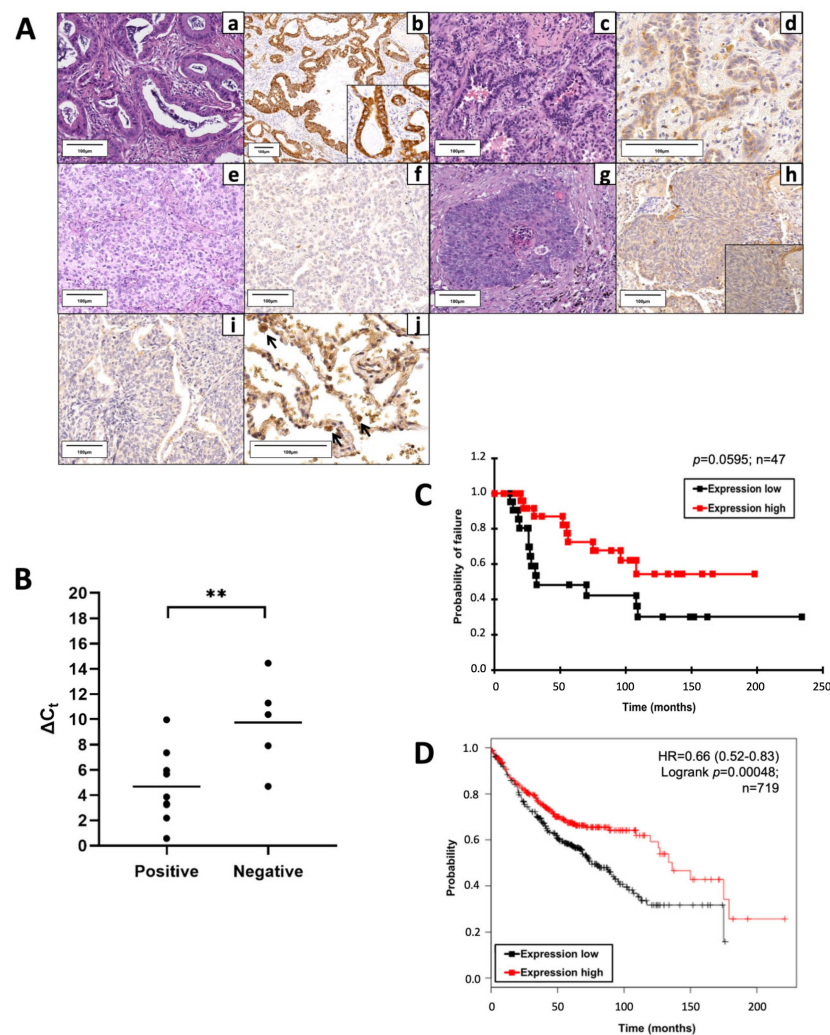 A
a
b
c
d
100µm
100µm
100µm
100µm
e
f
g
h
100µm
100µm
100µm
100µm
i
j
100µm
100µm
B
**
20
18
16
14
12
10
8
6
4
2
0
ΔCt
Positive
Negative
C
p=0.0595; n=47
Expression low
Expression high
1.2
1.0
0.8
0.6
0.4
0.2
0.0
Probability of failure
0
50
100
150
200
250
Time (months)
D
HR=0.66 (0.52-0.83)
Logrank p=0.00048;
n=719
1.0
0.8
0.6
0.4
0.2
0.0
Probability
Expression low
Expression high
0
50
100
150
200
Time (months)